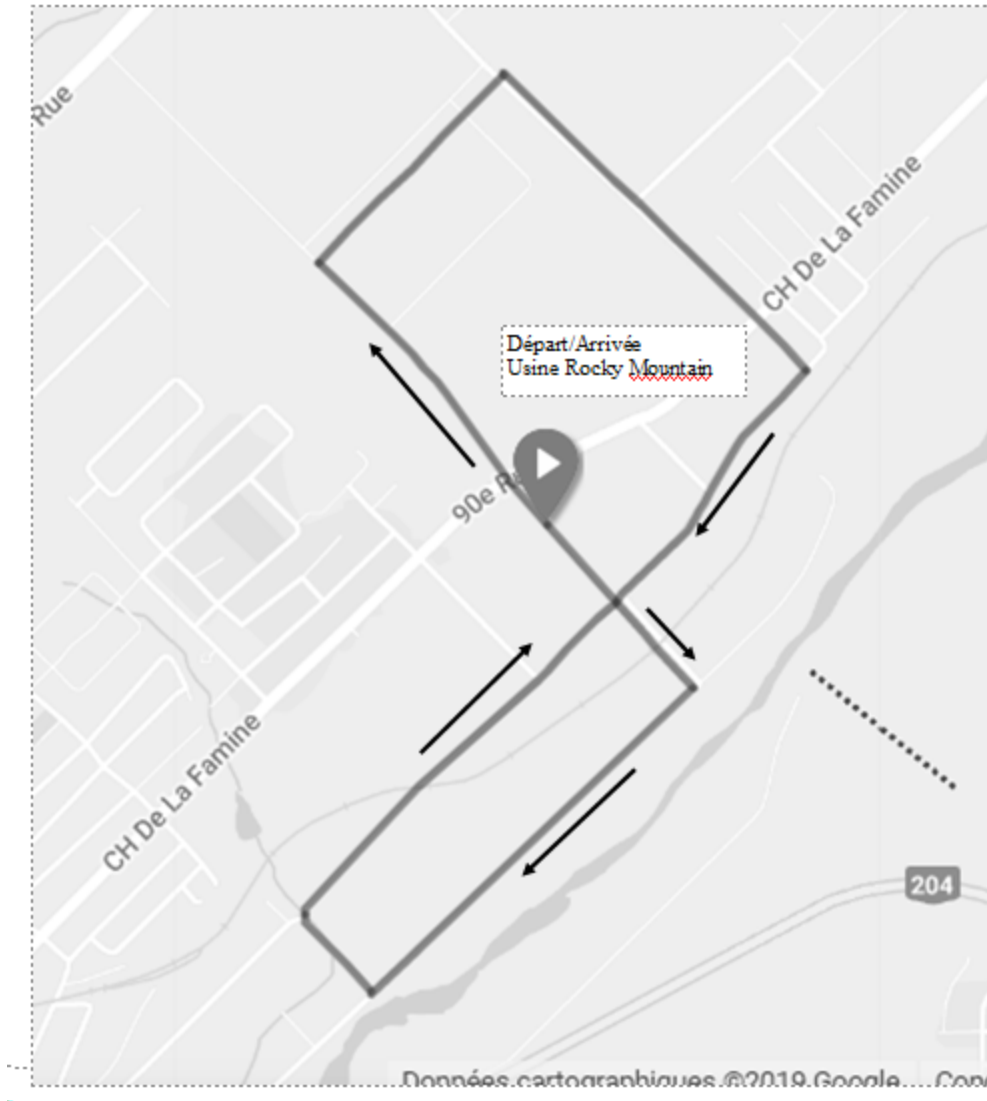 Rue
CH De La Famine
Départ/Arrivée
Usine Rocky Mountain
90e
CH De La Famine
204
Données cartographiques ©2019 Google